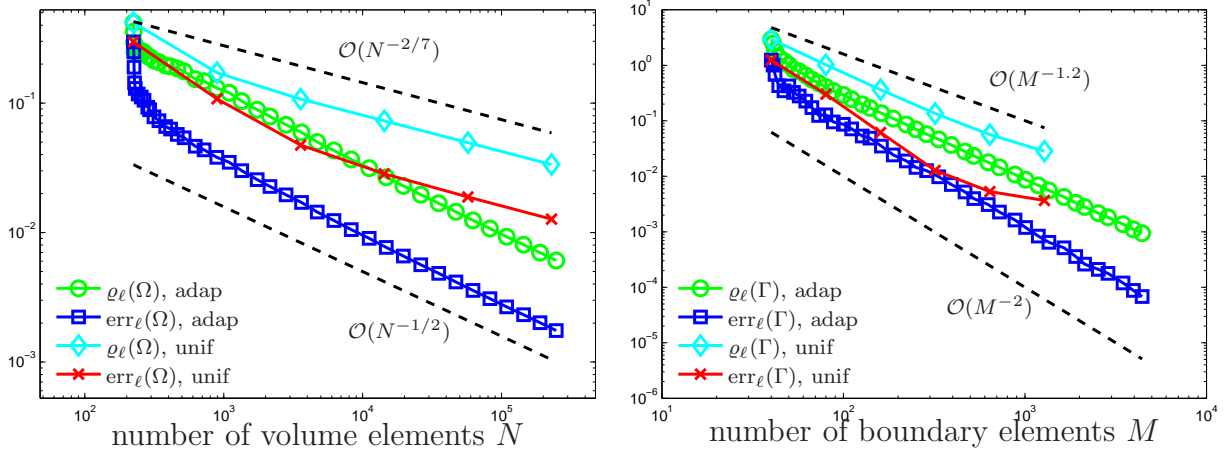 10^{-1}
10^{-2}
10^{-3}
10^2
10^3
10^4
10^5
O(N^{-2/7})
O(N^{-1/2})
ϱ_ℓ(Ω), adap
err_ℓ(Ω), adap
ϱ_ℓ(Ω), unif
err_ℓ(Ω), unif
number of volume elements N
10^1
10^0
10^{-1}
10^{-2}
10^{-3}
10^{-4}
10^{-5}
10^{-6}
10^1
10^2
10^3
10^4
O(M^{-1.2})
O(M^{-2})
ϱ_ℓ(Γ), adap
err_ℓ(Γ), adap
ϱ_ℓ(Γ), unif
err_ℓ(Γ), unif
number of boundary elements M